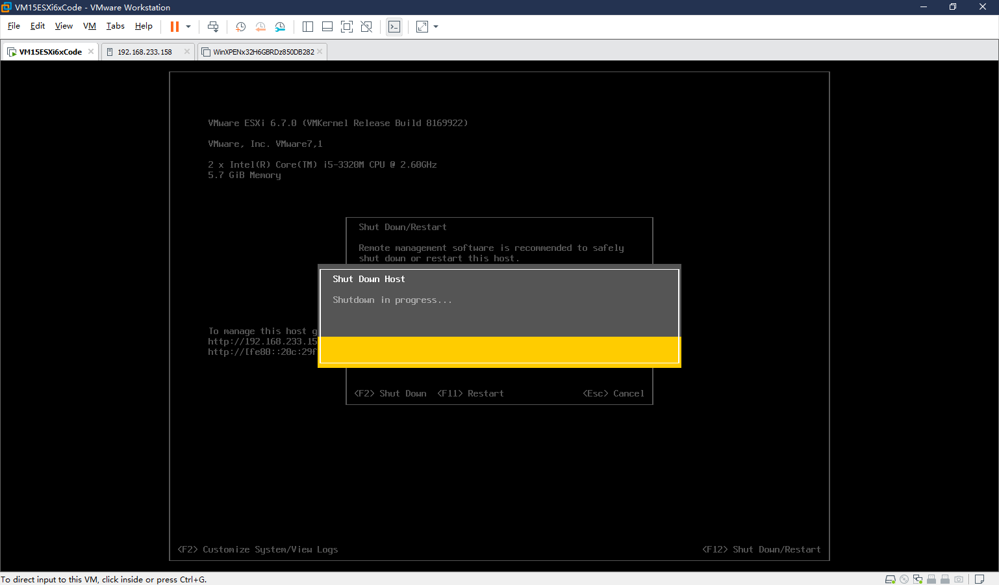 VM15ESXi6xCode - VMware Workstation
File Edit View VM Tabs Help
VM15ESXi6xCode 192.168.233.158 WinXPENx32H6GBRDz850DB282
VMware ESXi 6.7.0 (VMKernel Release Build 8169922)
VMware, Inc. VMware7,1
2 x Intel(R) Core(TM) i5-3320M CPU @ 2.60GHz
5.7 GiB Memory
Shut Down/Restart
Remote management software is recommended to safely
shut down or restart this host.
Shut Down Host
Shutdown in progress...
To manage this host g
http://192.168.233.15
http://[fe80::20c:29f
<F2> Shut Down <F11> Restart <Esc> Cancel
<F2> Customize System/View Logs <F12> Shut Down/Restart
To direct input to this VM, click inside or press Ctrl+G.